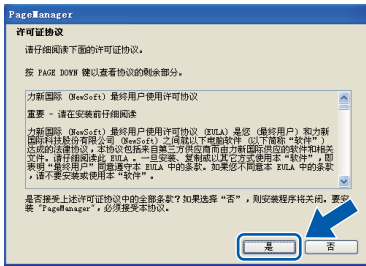 PageManager
许可证协议
请仔细阅读下面的许可证协议。
按 PAGE DOWN 键以查看协议的剩余部分。
力新国际 (NewSoft) 最终用户使用许可协议
重要 - 请在安装前仔细阅读
力新国际 (NewSoft) 最终用户使用许可协议 (EULA) 是您 (最终用户) 和力新
国际科技股份有限公司 (NewSoft) 之间就以下电脑软件 (以下简称“软件”)
达成的法律协议，本协议包括来自第三方供应商而由力新国际供应的软件和相关
文件。请仔细阅读此 EULA 。一旦安装、复制或以其它方式使用本“软件”，即
表明“最终用户”同意遵守本 EULA 中的条款。如果您不同意本 EULA 中的条款
，请不要安装或使用本“软件”。
是否接受上述许可证协议中的全部条款？如果选择“否”，则安装程序将关闭。要安
装“PageManager”，必须接受本协议。
是
否